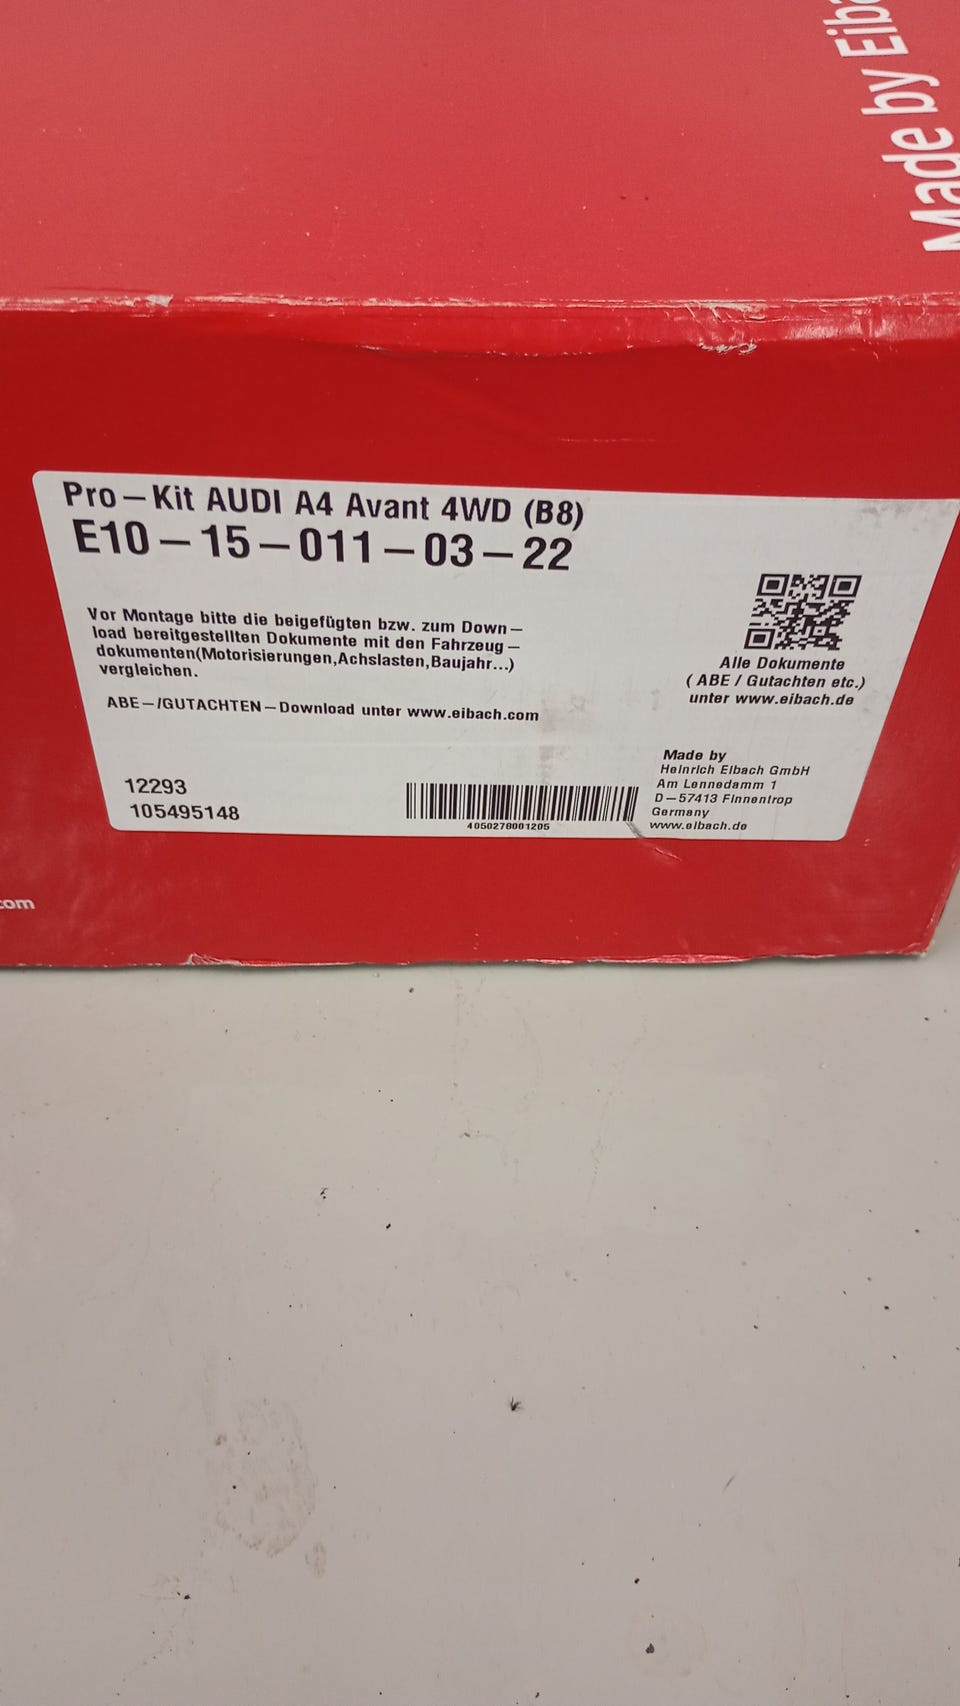 Made by
Pro-Kit AUDI A4 Avant 4WD (B8)
E10-15-011-03-22
Vor Montage bitte die beigefügten bzw. zum Down-
load bereitgestellten Dokumente mit den Fahrzeug-
dokumenten(Motorisierungen,Achslasten,Baujahr...)
vergleichen.
ABE-/GUTACHTEN-Download unter www.eibach.com
12293
105495148
4050278001205
Alle Dokumente
( ABE / Gutachten etc.)
unter www.eibach.de
Made by
Heinrich Eibach GmbH
Am Lennedamm 1
D-57413 Finnentrop
Germany
www.eibach.de
com